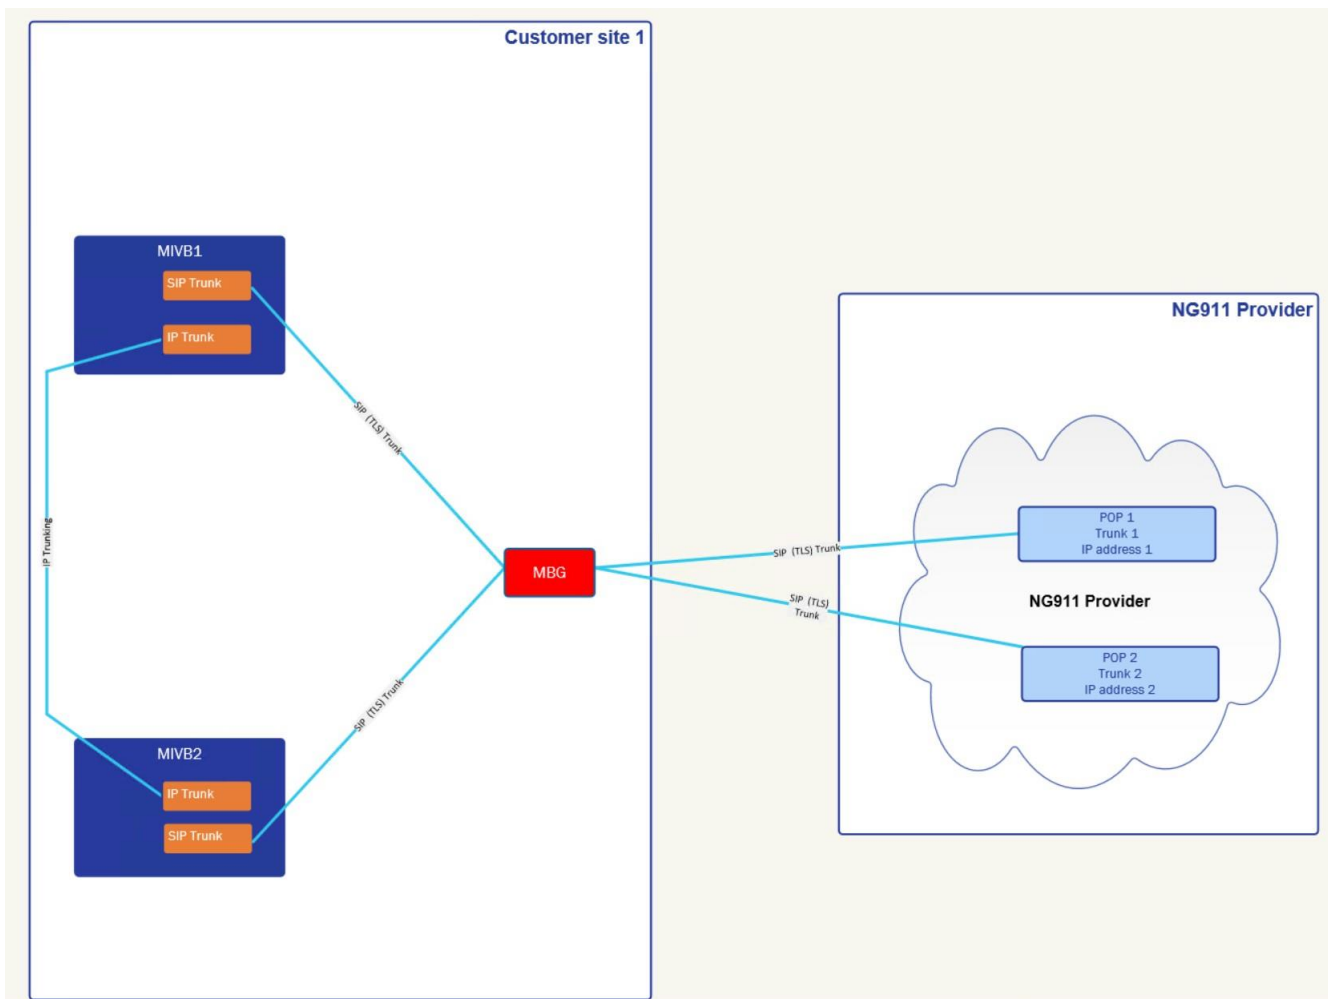 Customer site 1
MIVB1
SIP Trunk
IP Trunk
SIP (TLS) Trunk
IP Trunking
MBG
SIP (TLS) Trunk
MIVB2
IP Trunk
SIP Trunk
SIP (TLS) Trunk
SIP (TLS)
Trunk
NG911 Provider
POP 1
Trunk 1
IP address 1
NG911 Provider
POP 2
Trunk 2
IP address 2